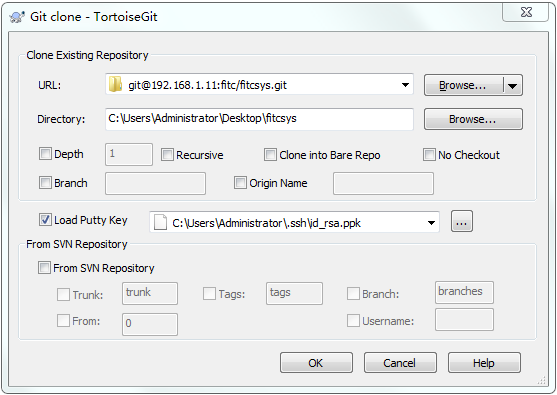 Git clone - TortoiseGit
Clone Existing Repository
URL: git@192.168.1.11:fitc/fitcsys.git Browse...
Directory: C:\Users\Administrator\Desktop\fitcsys Browse...
Depth 1 Recursive Clone into Bare Repo No Checkout
Branch Origin Name
Load Putty Key C:\Users\Administrator\.ssh\id_rsa.ppk ...
From SVN Repository
From SVN Repository
Trunk: trunk Tags: tags Branch: branches
From: 0 Username:
OK Cancel Help